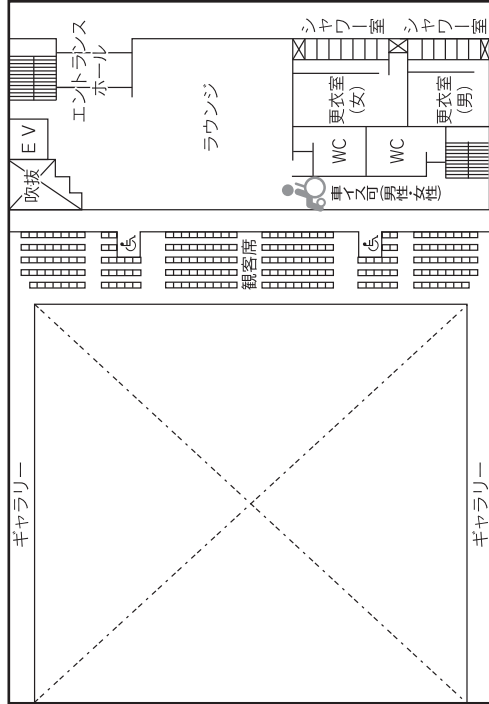 エントランス
ホール
シャワー室
シャワー室
ラウンジ
更衣室
(女)
更衣室
(男)
EV
WC
WC
吹抜
車イス可(男性・女性)
観客席
ギャラリー
ギャラリー